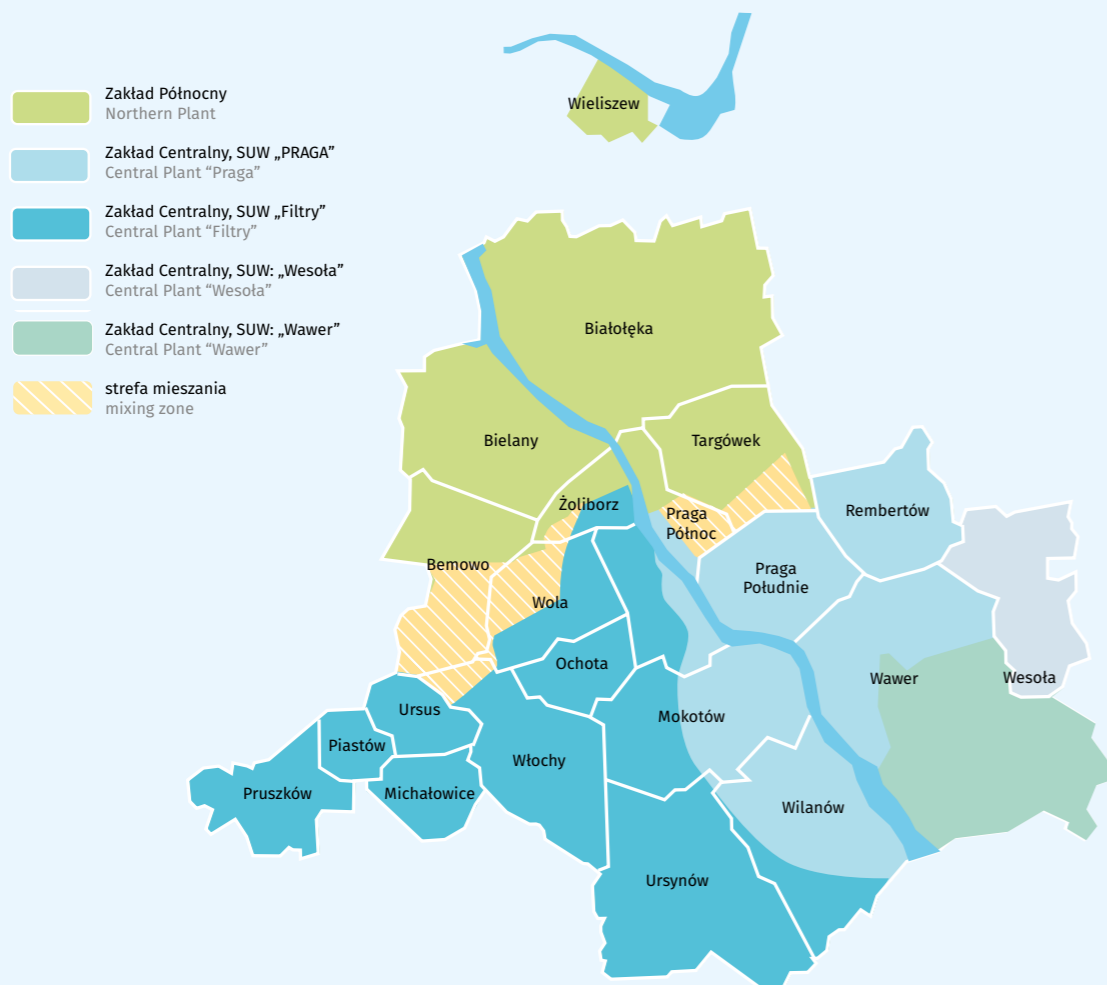 Zakład Północny
Northern Plant
Zakład Centralny, SUW „PRAGA”
Central Plant “Praga”
Zakład Centralny, SUW „Filtry”
Central Plant “Filtry”
Zakład Centralny, SUW: „Wesoła”
Central Plant “Wesoła”
Zakład Centralny, SUW: „Wawer”
Central Plant “Wawer”
strefa mieszania
mixing zone
Wieliszew
Białołęka
Bielany
Targówek
Żoliborz
Praga
Północ
Rembertów
Bemowo
Praga
Południe
Wola
Ochota
Wawer
Wesoła
Ursus
Mokotów
Piastów
Włochy
Pruszków
Michałowice
Wilanów
Ursynów